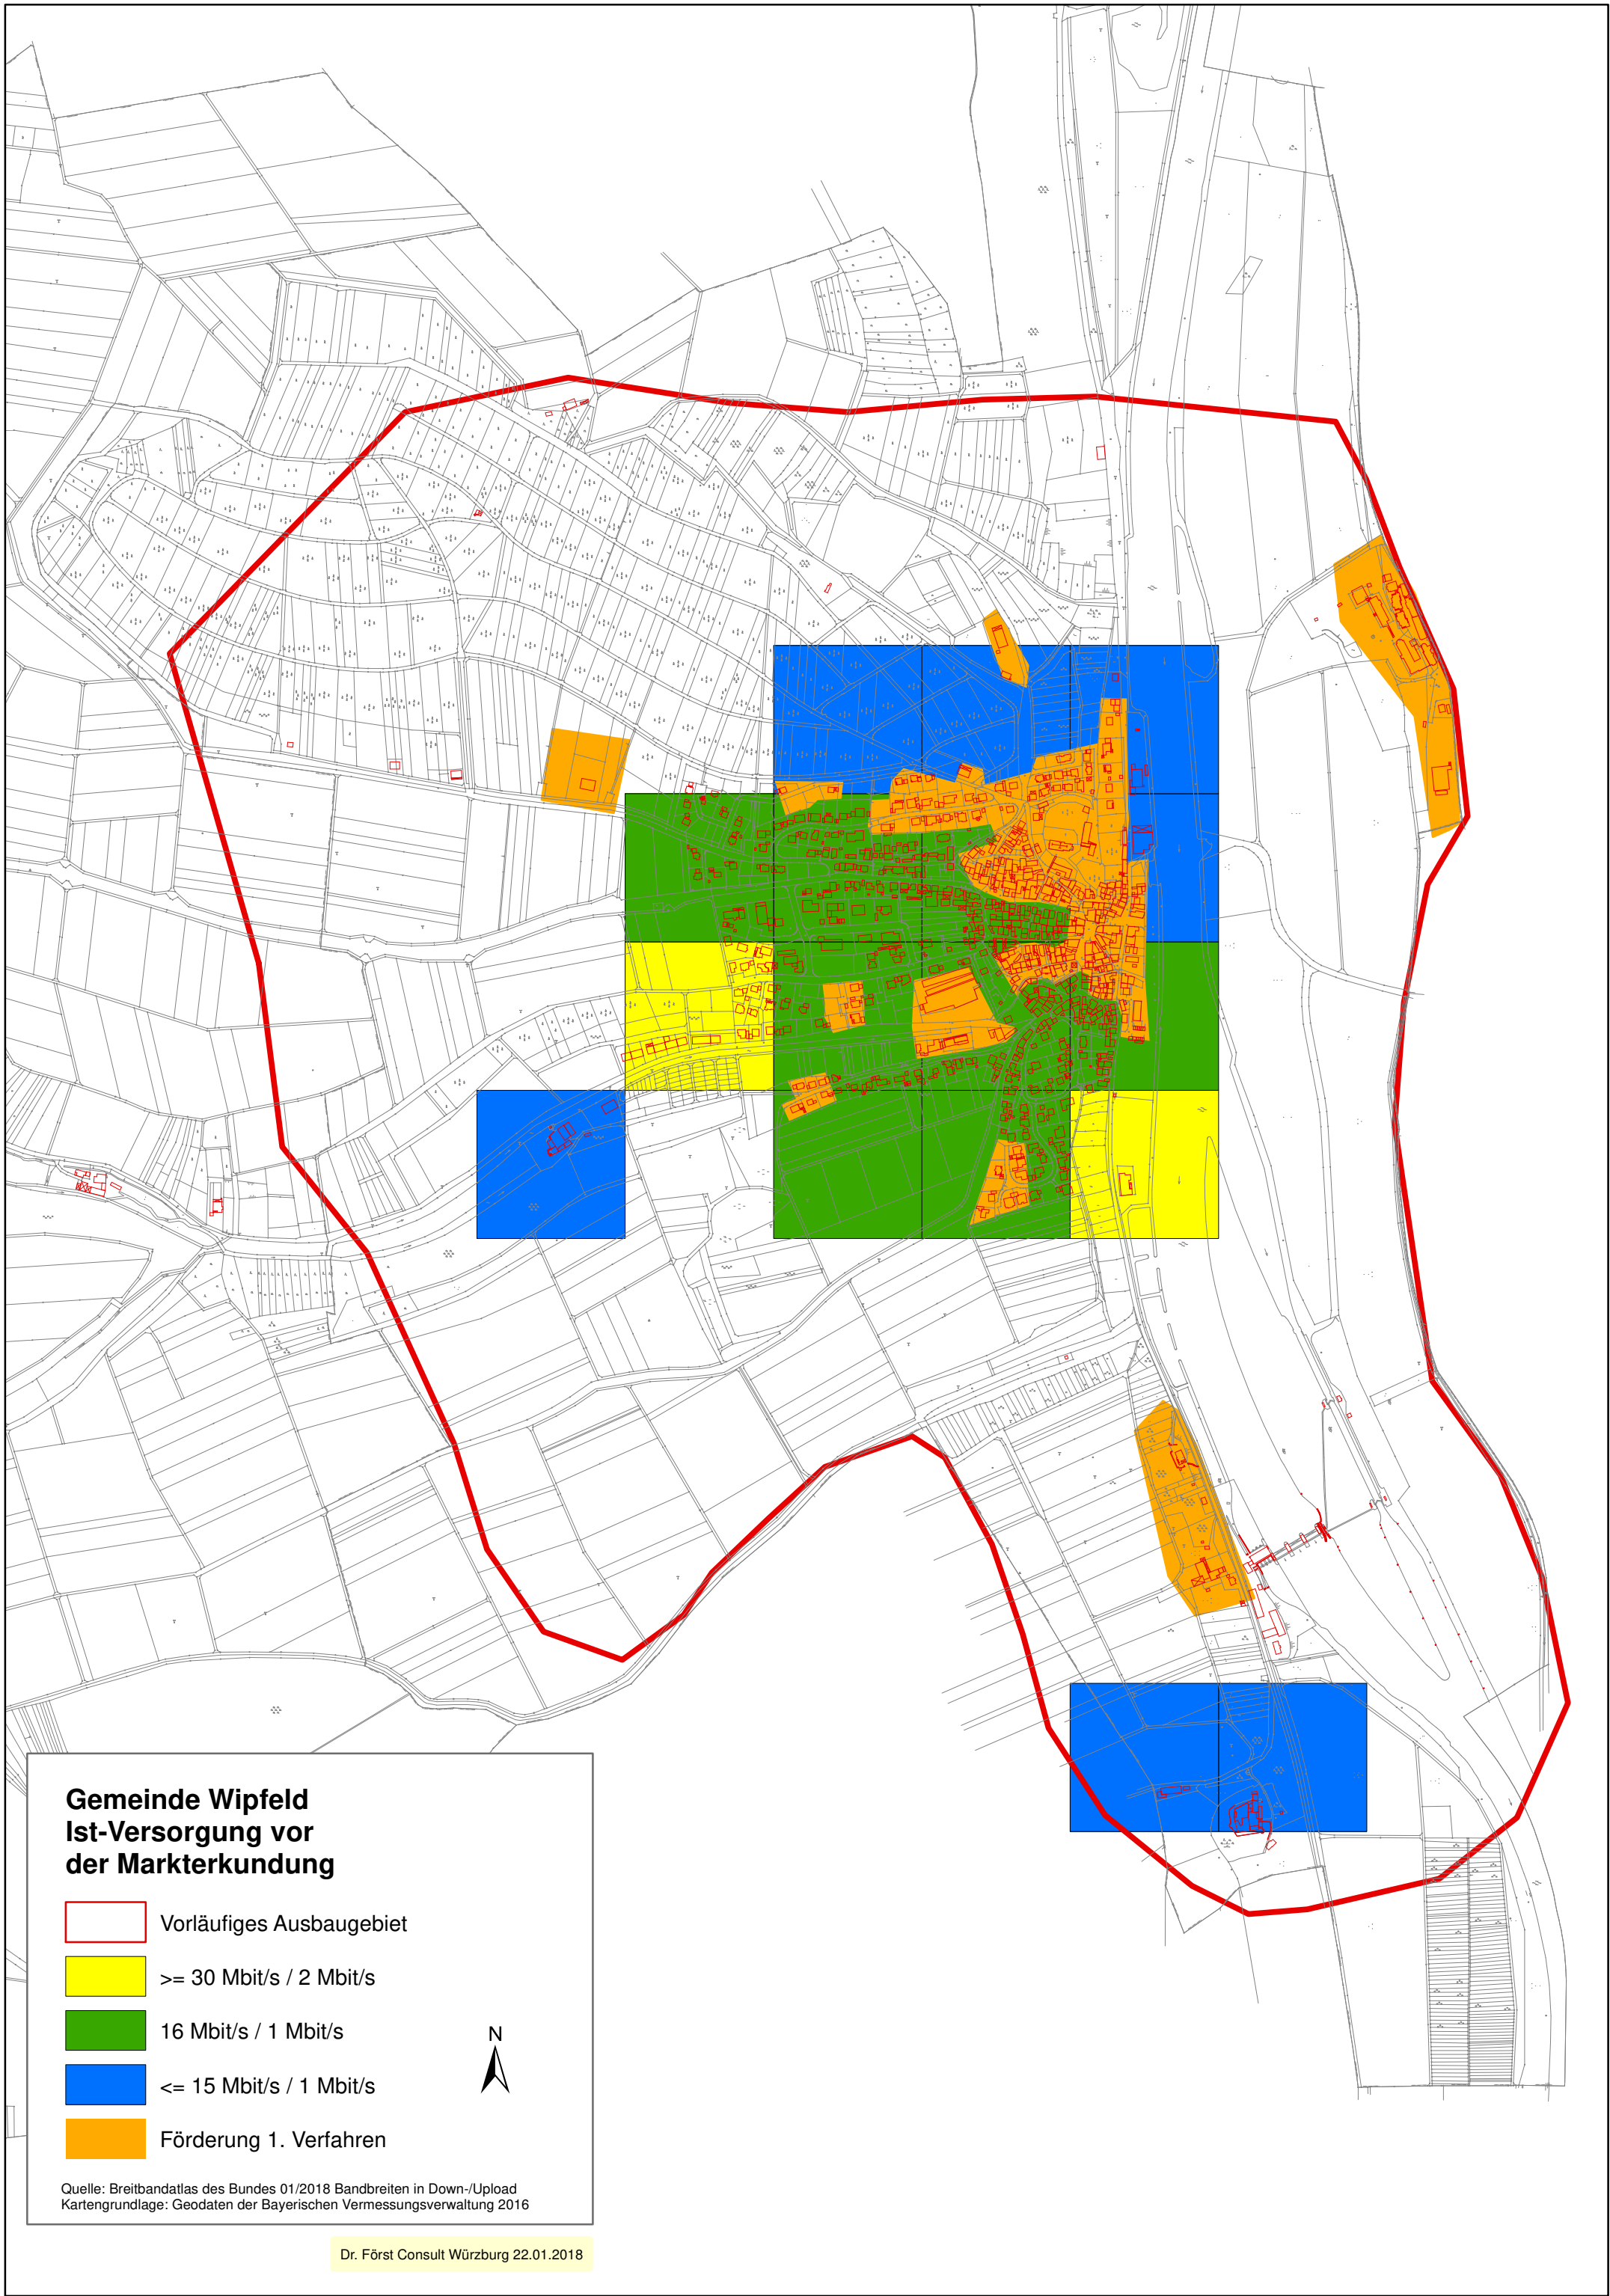 Gemeinde Wipfeld
Ist-Versorgung vor
der Markterkundung
Vorläufiges Ausbaugebiet
>= 30 Mbit/s / 2 Mbit/s
16 Mbit/s / 1 Mbit/s
<= 15 Mbit/s / 1 Mbit/s
Förderung 1. Verfahren
N
Quelle: Breitbandatlas des Bundes 01/2018 Bandbreiten in Down-/Upload
Kartengrundlage: Geodaten der Bayerischen Vermessungsverwaltung 2016
Dr. Först Consult Würzburg 22.01.2018